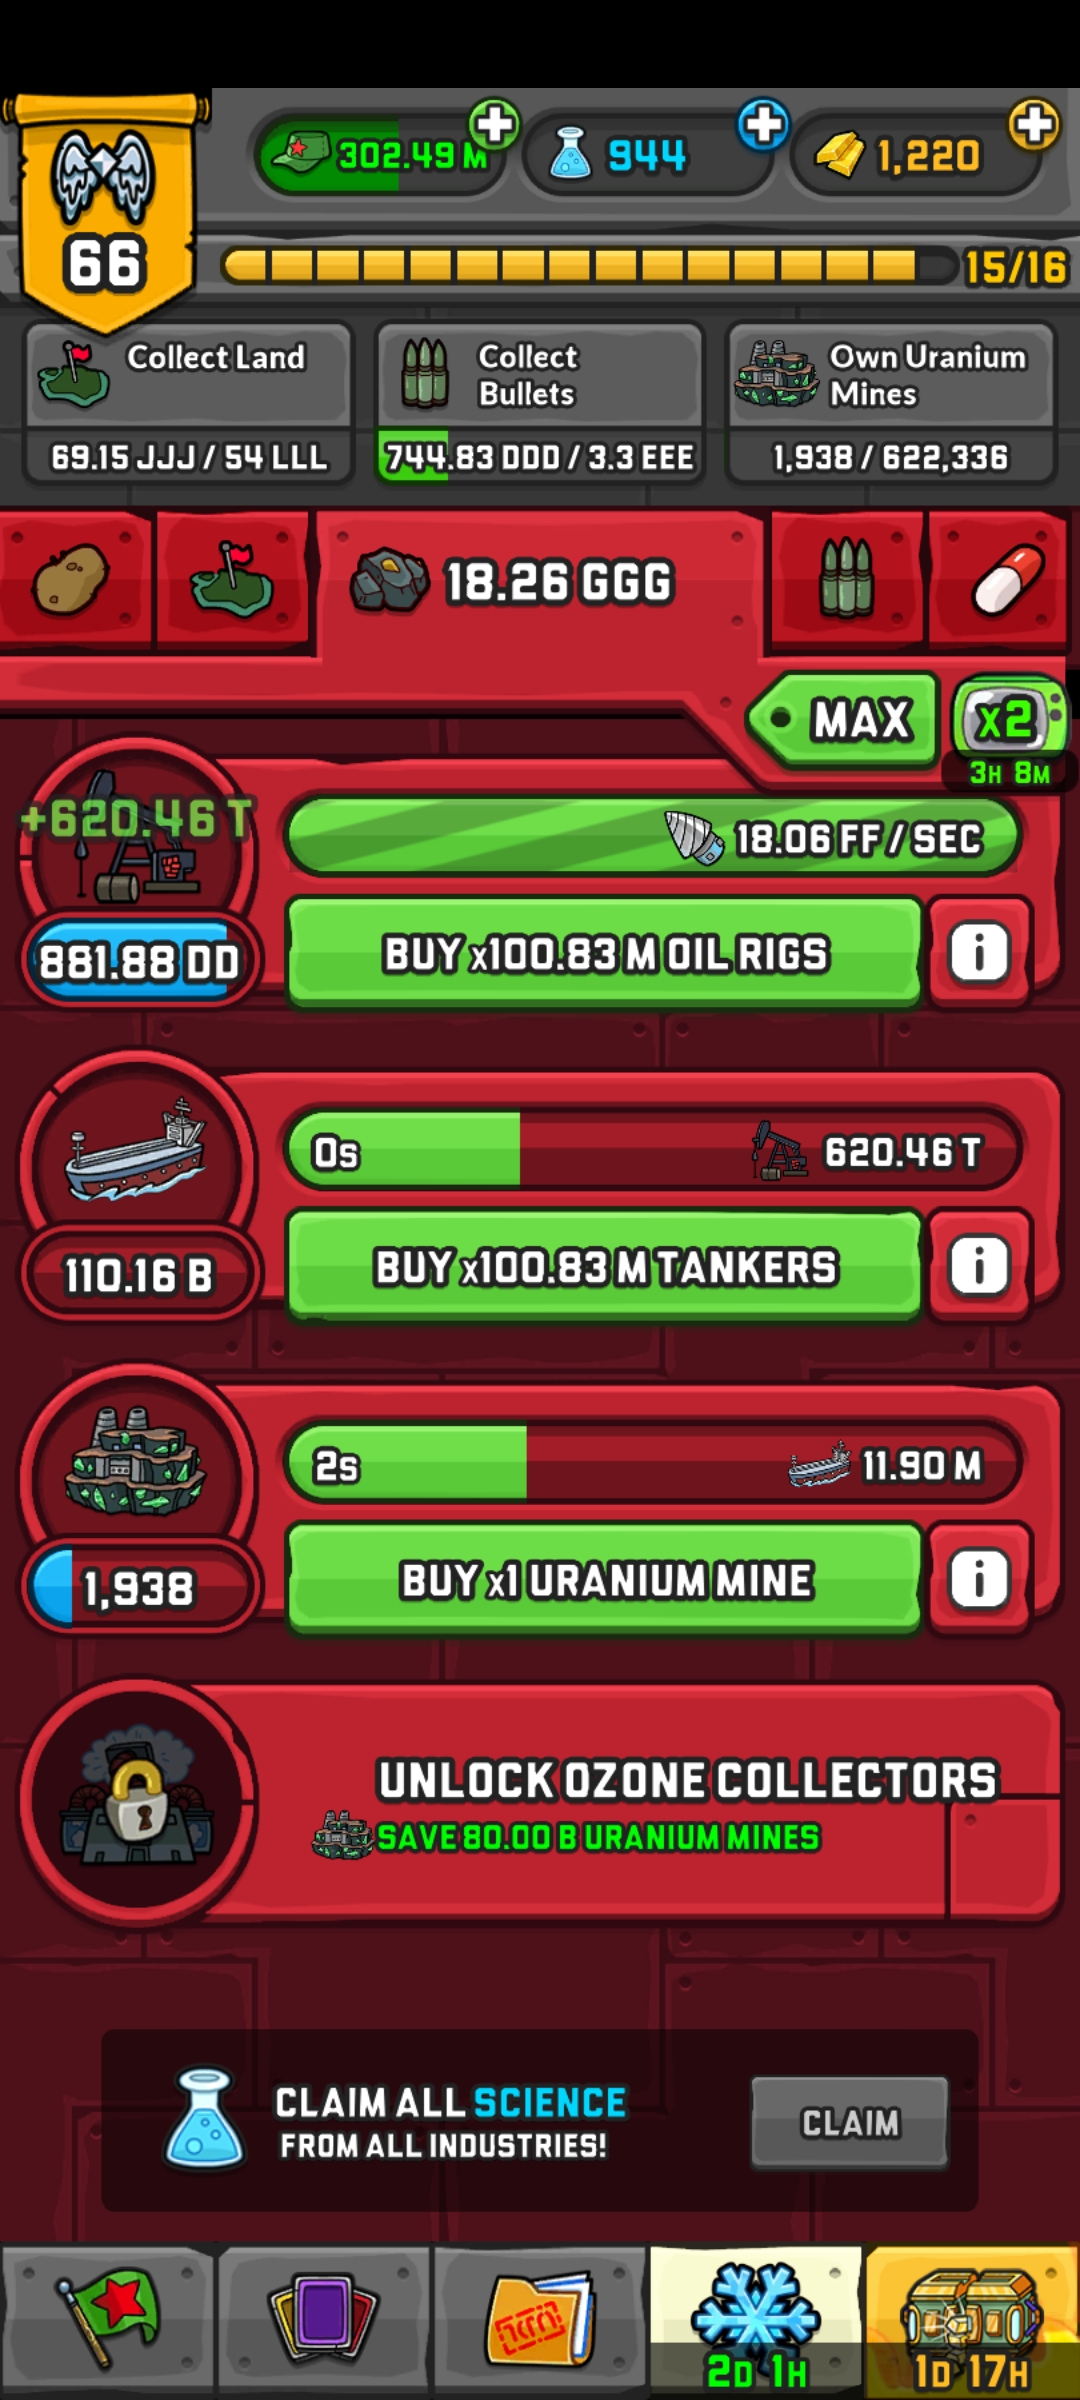 302.49 M
944
1,220
66
15/16
Collect Land
69.15 JJJ / 54 LLL
Collect
Bullets
744.83 DDD / 3.3 EEE
Own Uranium
Mines
1,938 / 622,336
18.26 GGG
MAX
x2
3H 8M
+620.46 T
18.06 FF / SEC
881.88 DD
BUY x100.83 M OIL RIGS
i
0s
620.46 T
110.16 B
BUY x100.83 M TANKERS
i
2s
11.90 M
1,938
BUY x1 URANIUM MINE
i
UNLOCK OZONE COLLECTORS
SAVE 80.00 B URANIUM MINES
CLAIM ALL SCIENCE
FROM ALL INDUSTRIES!
CLAIM
2D 1H
1D 17H